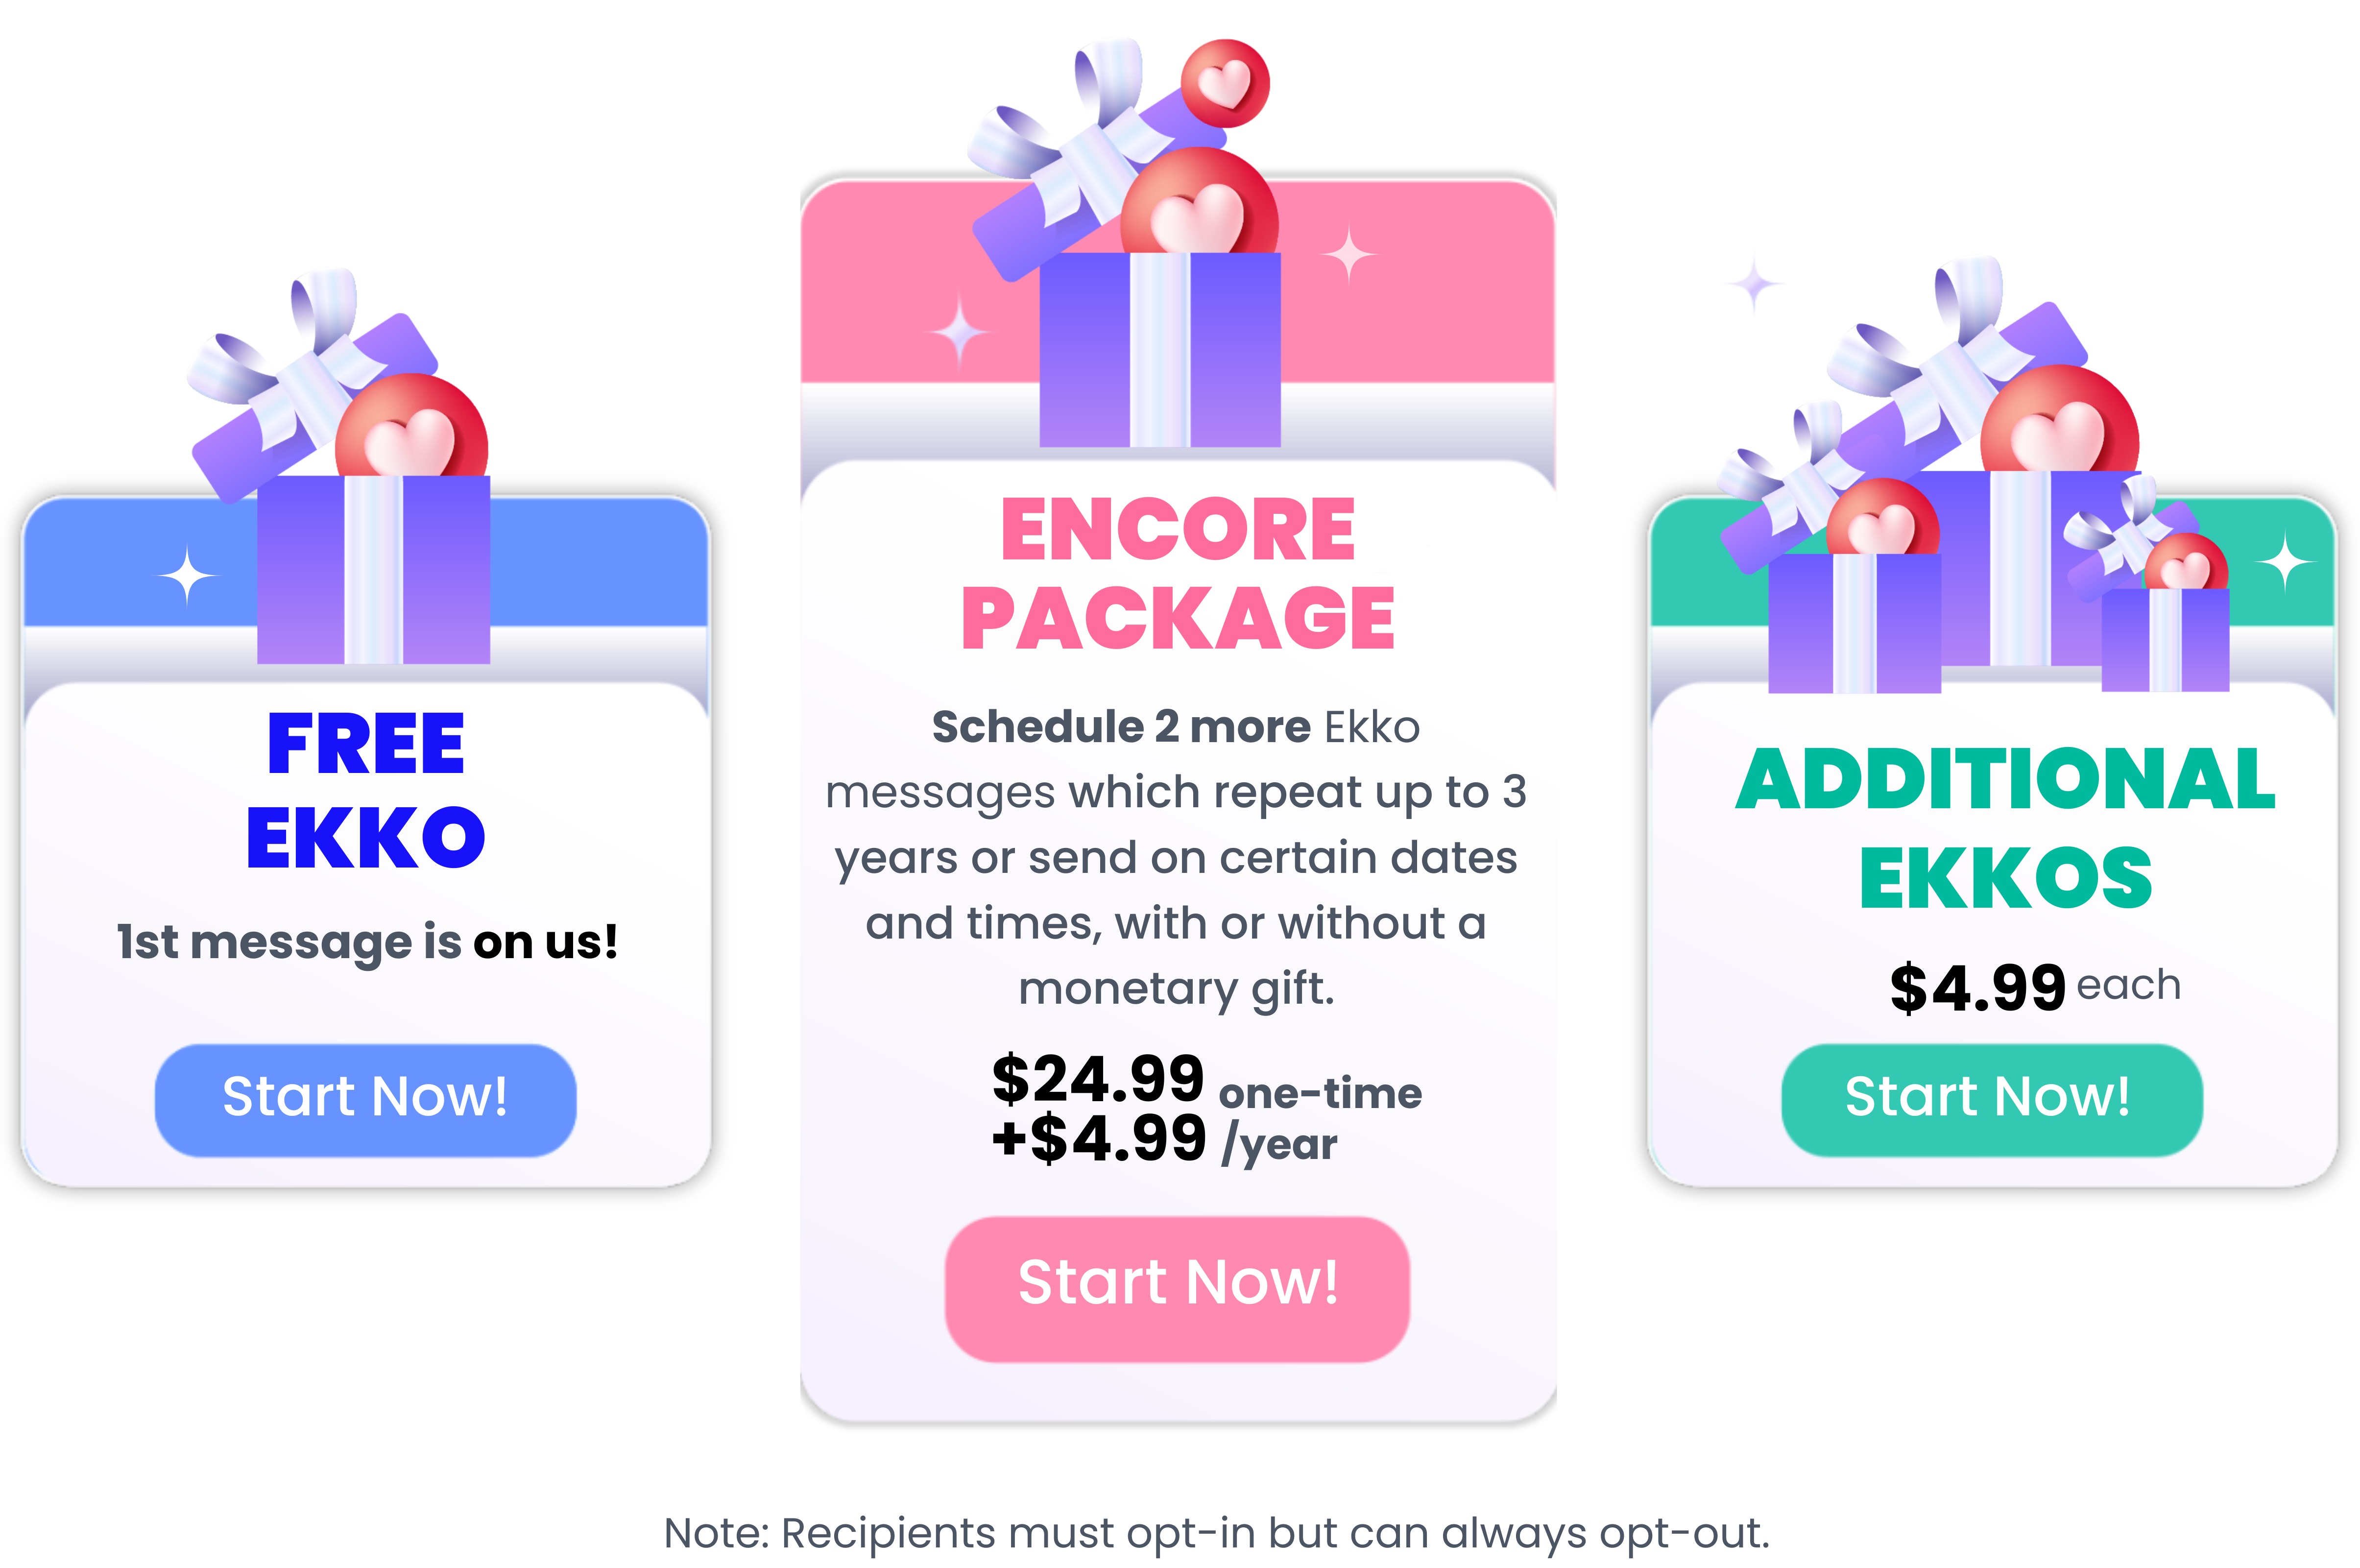 FREE
EKKO
1st message is on us!
Start Now!
ENCORE
PACKAGE
Schedule 2 more Ekko
messages which repeat up to 3
years or send on certain dates
and times, with or without a
monetary gift.
$24.99 one-time
+$4.99 /year
Start Now!
ADDITIONAL
EKKOS
$4.99 each
Start Now!
Note: Recipients must opt-in but can always opt-out.